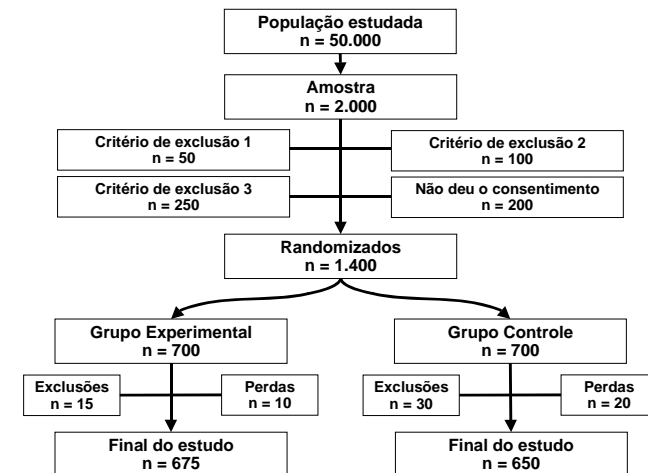 População estudada
n = 50.000
Amostra
n = 2.000
Critério de exclusão 1
n = 50
Critério de exclusão 2
n = 100
Critério de exclusão 3
n = 250
Não deu o consentimento
n = 200
Randomizados
n = 1.400
Grupo Experimental
n = 700
Grupo Controle
n = 700
Exclusões
n = 15
Perdas
n = 10
Exclusões
n = 30
Perdas
n = 20
Final do estudo
n = 675
Final do estudo
n = 650